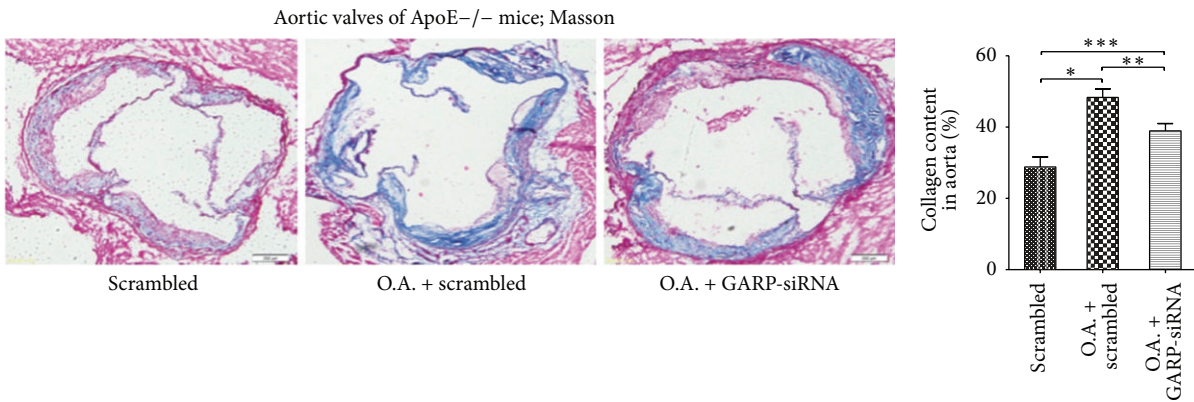 Aortic valves of ApoE−/− mice; Masson
Scrambled
O.A. + scrambled
O.A. + GARP-siRNA
Collagen content
in aorta (%)
60
40
20
0
***
*
**
Scrambled
O.A. +
scrambled
O.A. +
GARP-siRNA